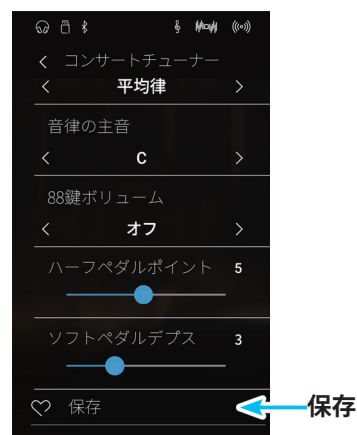 コンサートチューナー
平均律
音律の主音
C
88鍵ボリューム
オフ
ハーフペダルポイント 5
ソフトペダルデプス 3
保存 保存